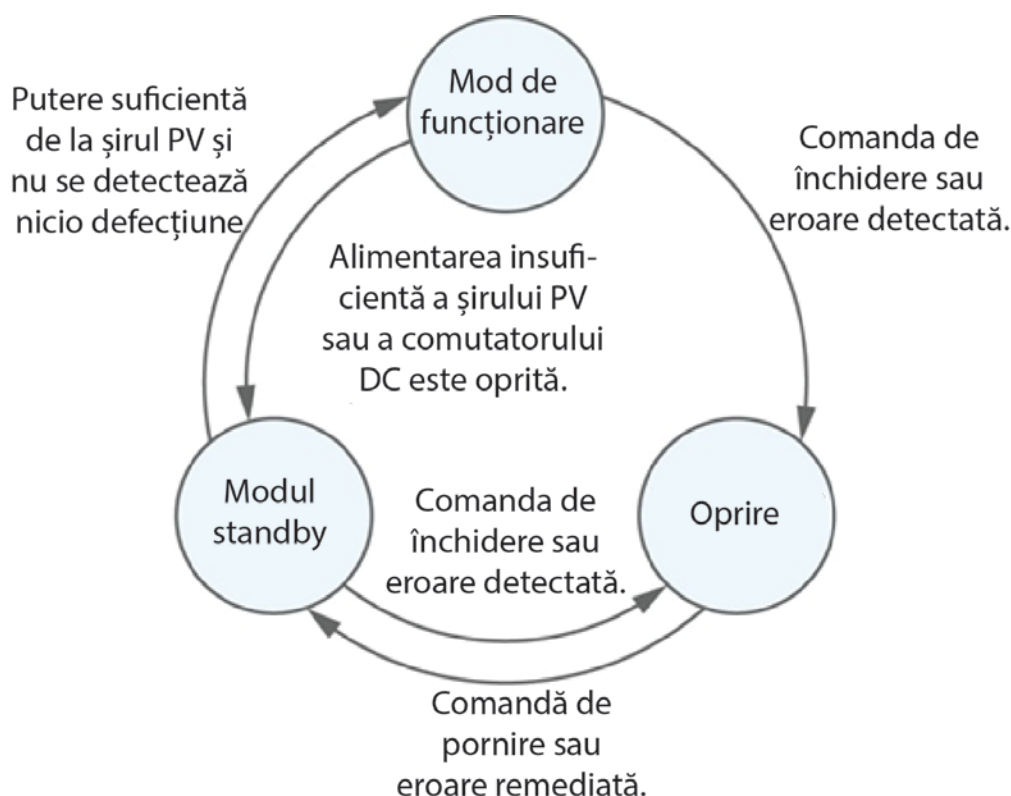 Mod de
funcționare
Putere suficientă
de la șirul PV și
nu se detectează
nicio defecțiune
Comanda de
închidere sau
eroare detectată.
Alimentarea insufi-
cientă a șirului PV
sau a comutatorului
DC este oprită.
Modul
standby
Comanda de
închidere sau
eroare detectată.
Oprire
Comandă de
pornire sau
eroare remediată.